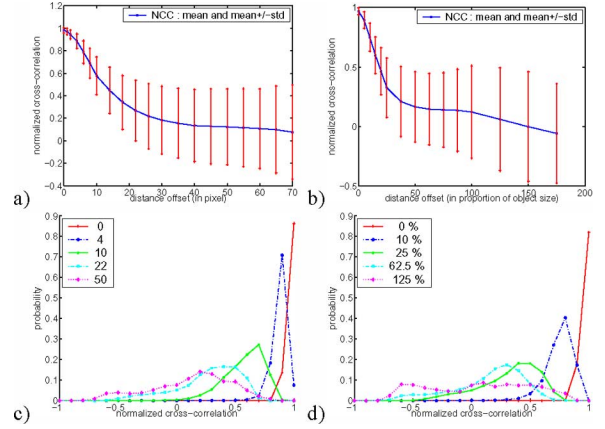 NCC : mean and mean+/-std
1.2
1
0.8
0.6
0.4
0.2
0
-0.2
-0.4
0 10 20 30 40 50 60 70
normalized cross-correlation
distance offset (in pixel)
a)
NCC : mean and mean+/-std
1
0.5
0
-0.5
0 50 100 150 200
normalized cross-correlation
distance offset (in proportion of object size)
b)
0
4
10
22
50
0.9
0.8
0.7
0.6
0.5
0.4
0.3
0.2
0.1
0
-1 -0.5 0 0.5 1
probability
normalized cross-correlation
c)
0 %
10 %
25 %
62.5 %
125 %
0.9
0.8
0.7
0.6
0.5
0.4
0.3
0.2
0.1
0
-1 -0.5 0 0.5 1
probability
normalized cross-correlation
d)